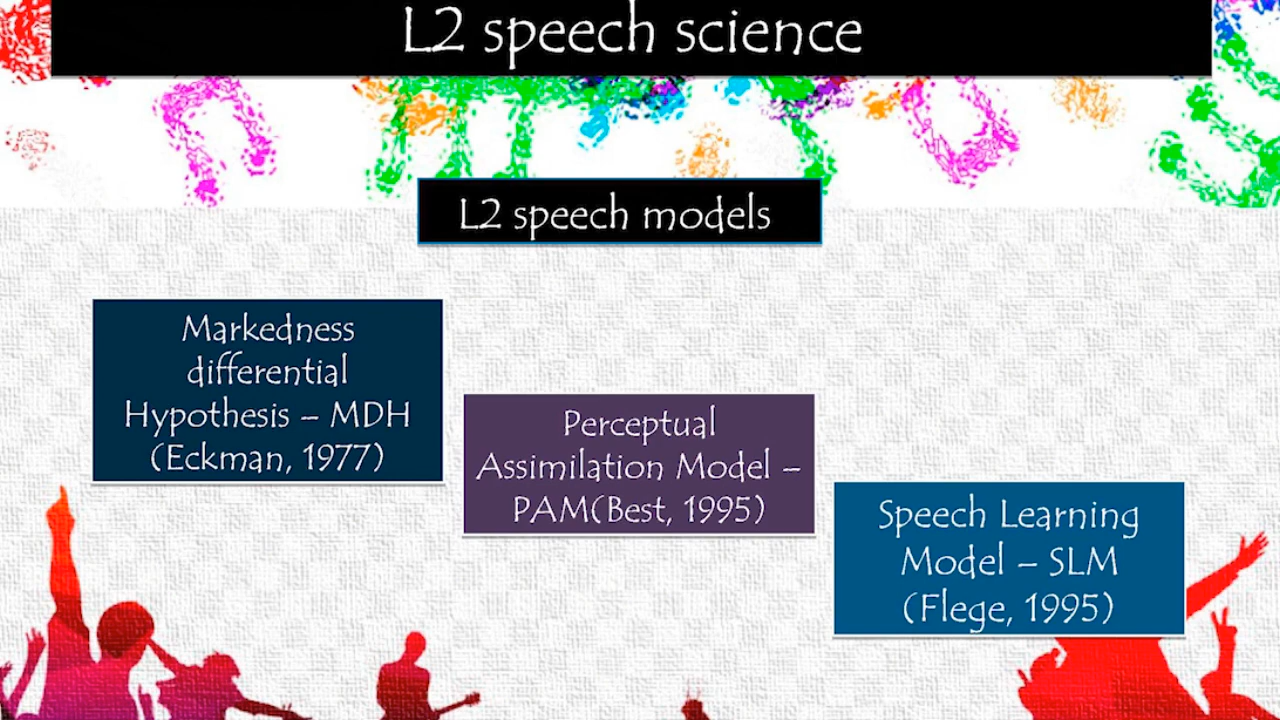 L2 speech science
L2 speech models
Markedness
differential
Hypothesis – MDH
(Eckman, 1977)
Perceptual
Assimilation Model –
PAM(Best, 1995)
Speech Learning
Model – SLM
(Flege, 1995)